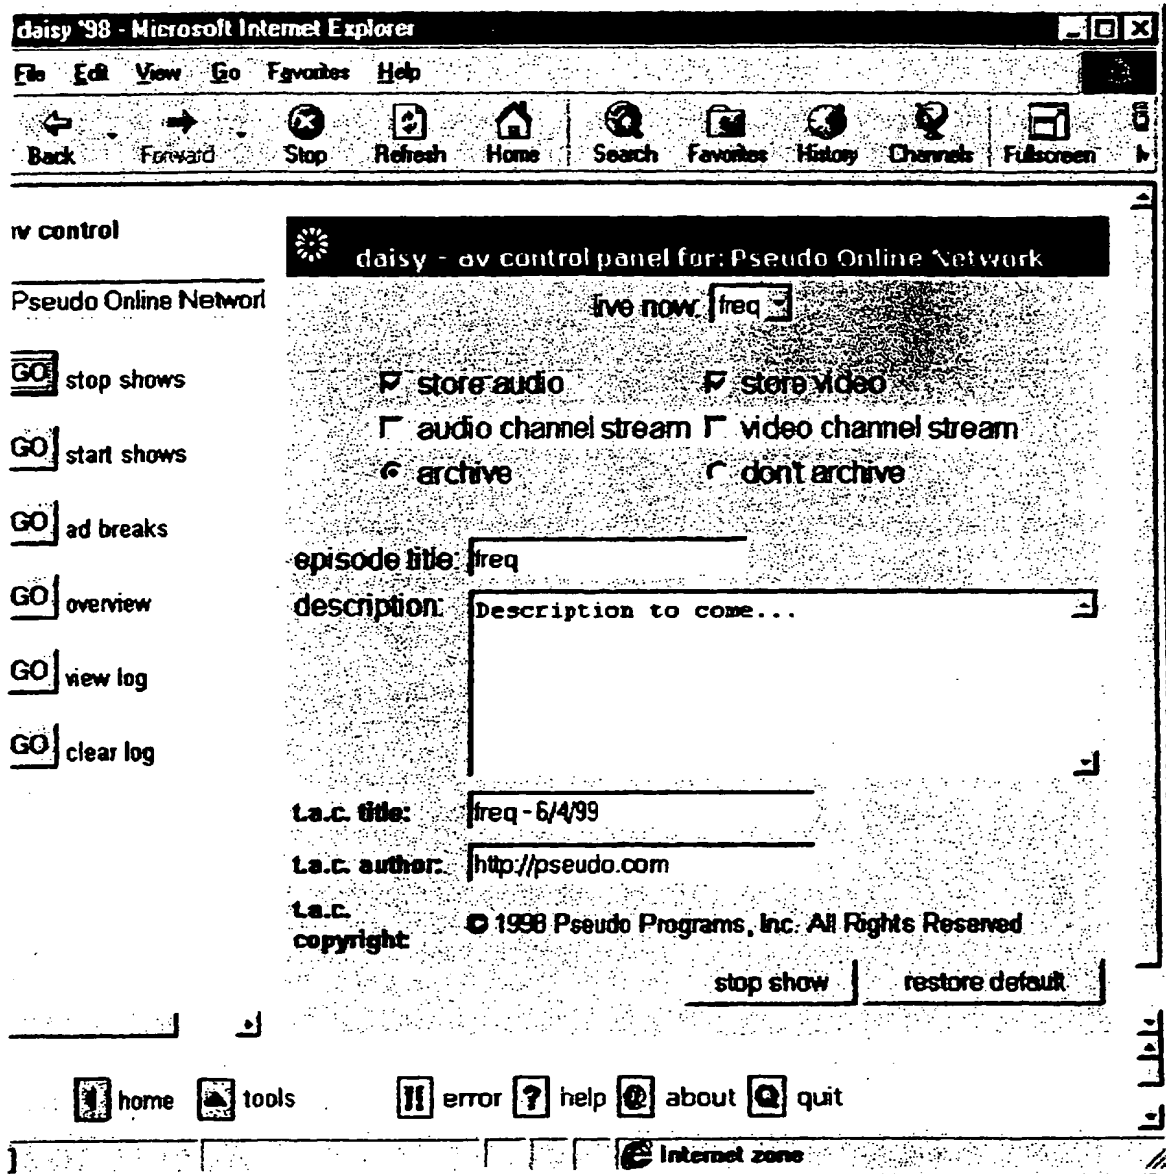 daisy '98 - Microsoft Internet Explorer
File Edit View Go Favorites Help
Back Forward Stop Refresh Home Search Favorites History Channels Fullscreen
av control
daisy - av control panel for: Pseudo Online Network
Pseudo Online Networl
live now: freq
GO stop shows
store audio store video
audio channel stream video channel stream
GO start shows
archive don't archive
GO ad breaks
episode title: freq
GO overview
description: Description to come...
GO view log
GO clear log
t.a.c. title: freq - 6/4/99
t.a.c. author: http://pseudo.com
t.a.c. copyright: © 1998 Pseudo Programs, Inc. All Rights Reserved
stop show restore default
home tools !! error ? help @ about Q quit
Internet zone